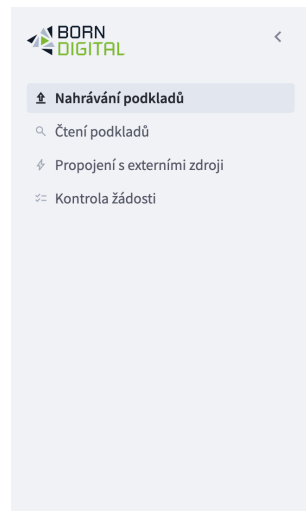 BORN
DIGITAL
Nahrávání podkladů
Čtení podkladů
Propojení s externími zdroji
Kontrola žádosti